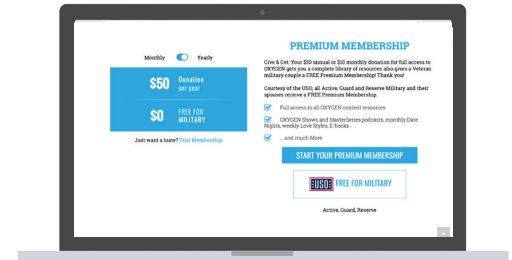 Monthly Yearly
$50 Donation per year
$0 FREE FOR MILITARY
Just want a taste? Trial Membership
PREMIUM MEMBERSHIP
Give & Get: Your $50 annual or $10 monthly donation for full access to
OXYGEN gets you a complete library of resources also gives a Veteran
military couple a FREE Premium Membership! Thank you!
Courtesy of the USO, all Active, Guard and Reserve Military and their
spouses receive a FREE Premium Membership.
Full access to all OXYGEN content resources
OXYGEN Shows and MasterSeries podcasts, monthly Date
Nights, weekly Love Styles, E-books
... and much More
START YOUR PREMIUM MEMBERSHIP
USO FREE FOR MILITARY
Active, Guard, Reserve